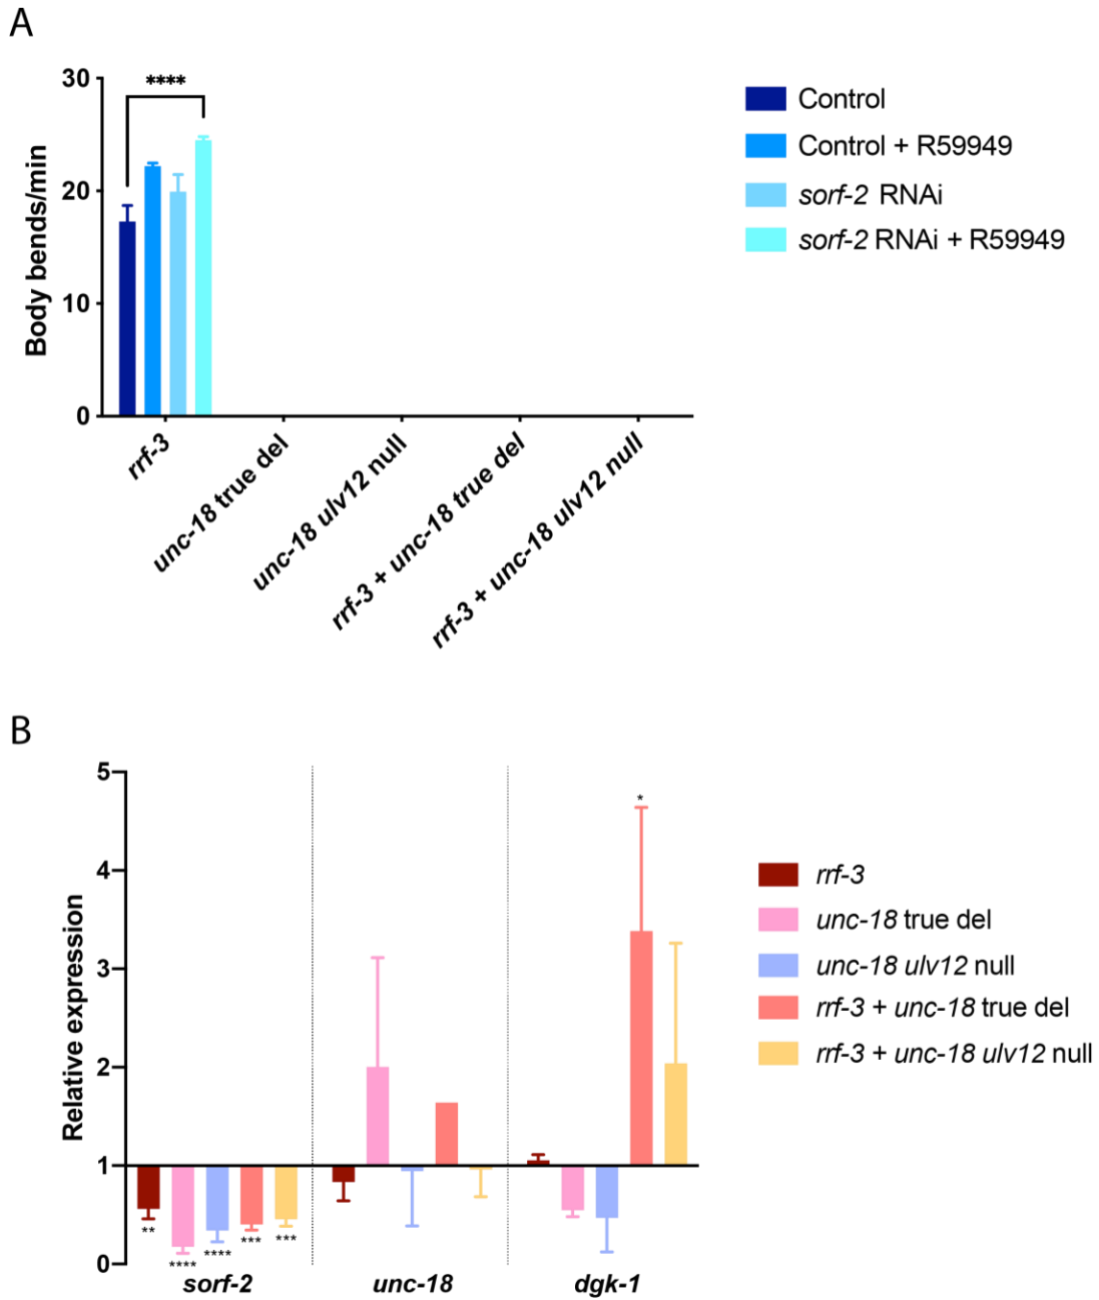 A
Body bends/min
30
20
10
0
****
rrf-3
unc-18 true del
unc-18 ulv12 null
rrf-3 + unc-18 true del
rrf-3 + unc-18 ulv12 null
Control
Control + R59949
sorf-2 RNAi
sorf-2 RNAi + R59949
B
Relative expression
5
4
3
2
1
0
**
****
****
***
***
*
sorf-2
unc-18
dgk-1
rrf-3
unc-18 true del
unc-18 ulv12 null
rrf-3 + unc-18 true del
rrf-3 + unc-18 ulv12 null